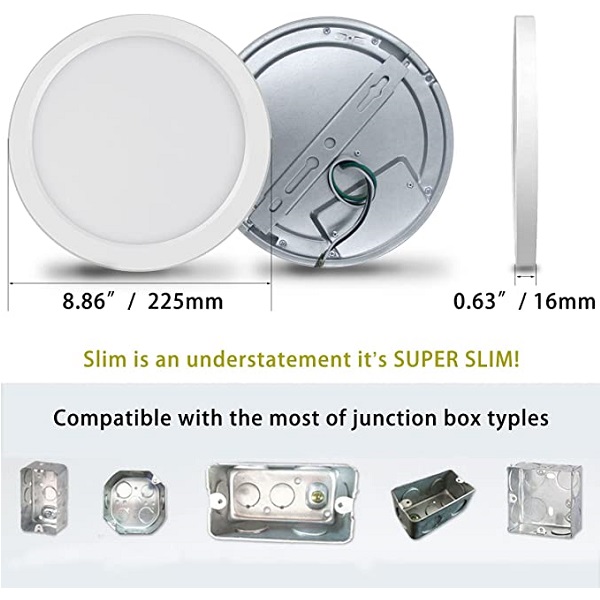 8.86” / 225mm
0.63” / 16mm
Slim is an understatement it’s SUPER SLIM!
Compatible with the most of junction box typles